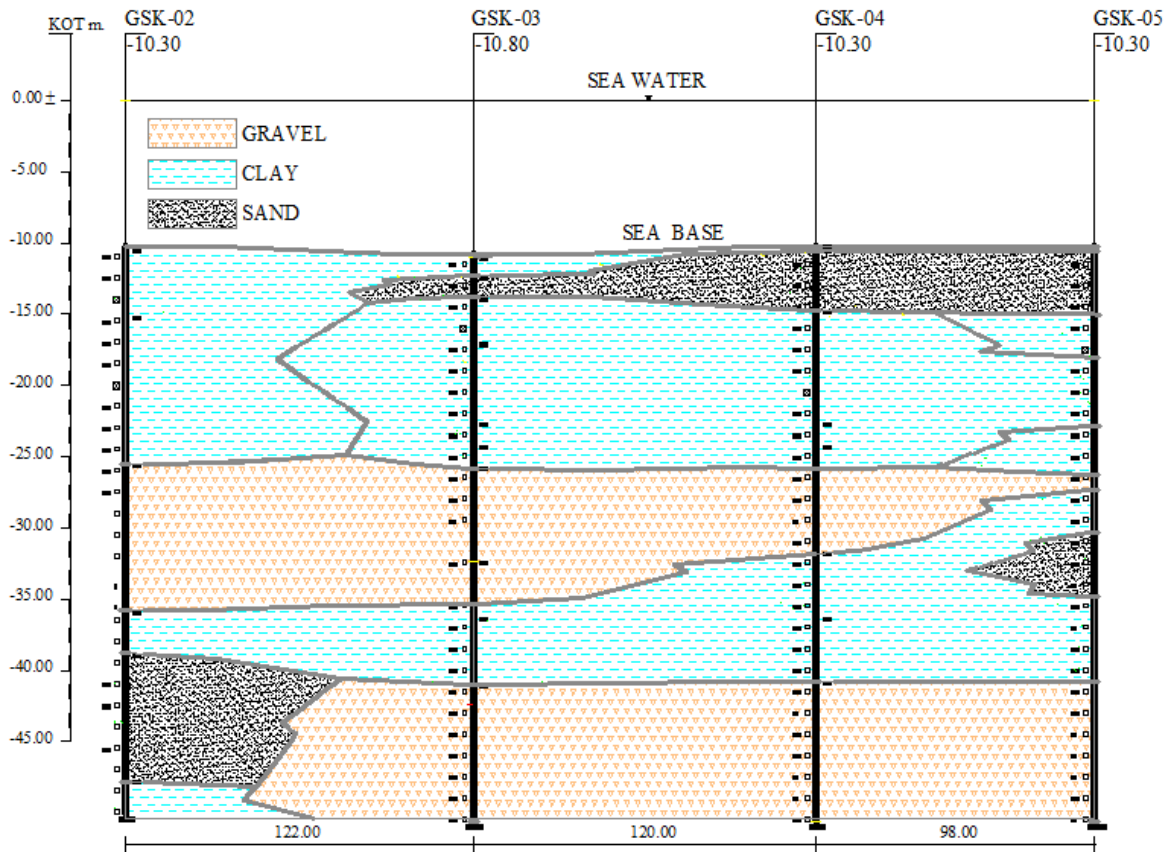 KOT m.
GSK-02
-10.30
GSK-03
-10.80
GSK-04
-10.30
GSK-05
-10.30
SEA WATER
0.00±
GRAVEL
CLAY
SAND
SEA BASE
-5.00
-10.00
-15.00
-20.00
-25.00
-30.00
-35.00
-40.00
-45.00
122.00
120.00
98.00